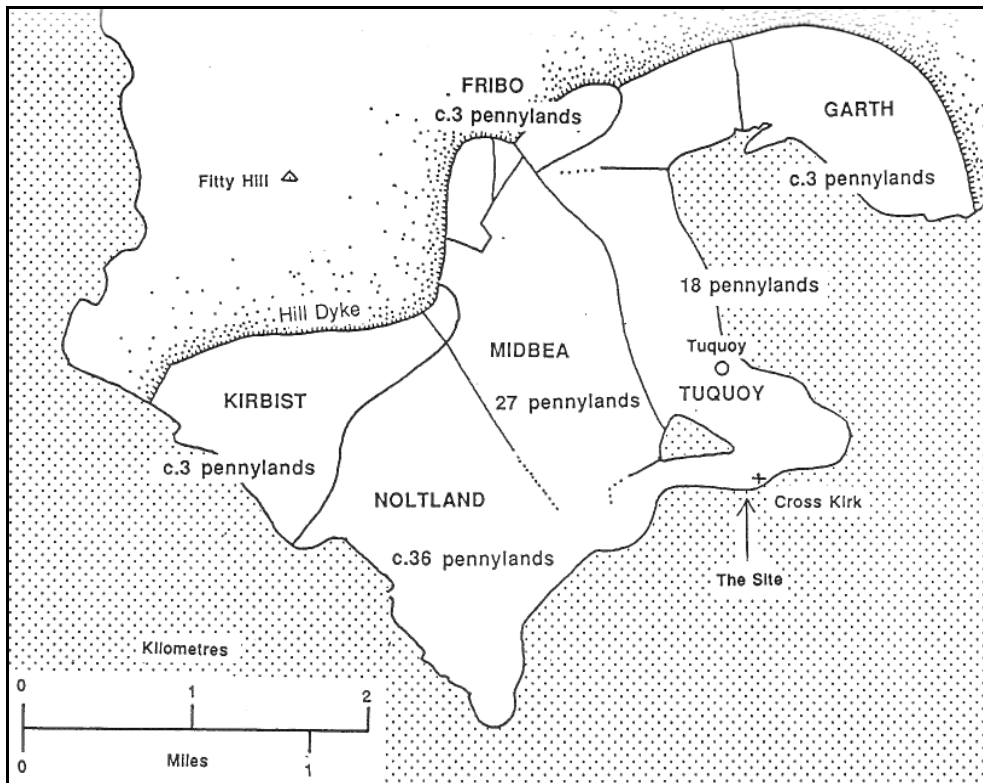 FRIBO
c.3 pennylands
GARTH
c.3 pennylands
Fitty Hill
18 pennylands
Hill Dyke
MIDBEA
27 pennylands
Tuquoy
TUQUOY
KIRBIST
c.3 pennylands
NOLTLAND
c.36 pennylands
Cross Kirk
The Site
Kilometres
0 1 2
0 1
Miles